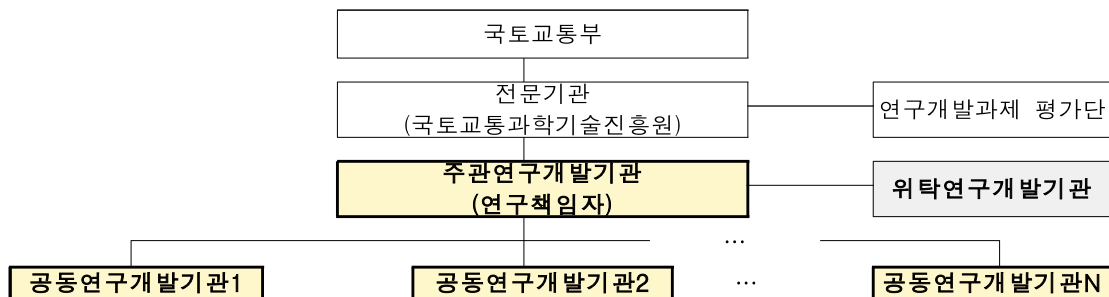 국토교통부
전문기관
(국토교통과학기술진흥원)
연구개발과제 평가단
주관연구개발기관
(연구책임자)
위탁연구개발기관
...
공동연구개발기관1
공동연구개발기관2
...
공동연구개발기관N